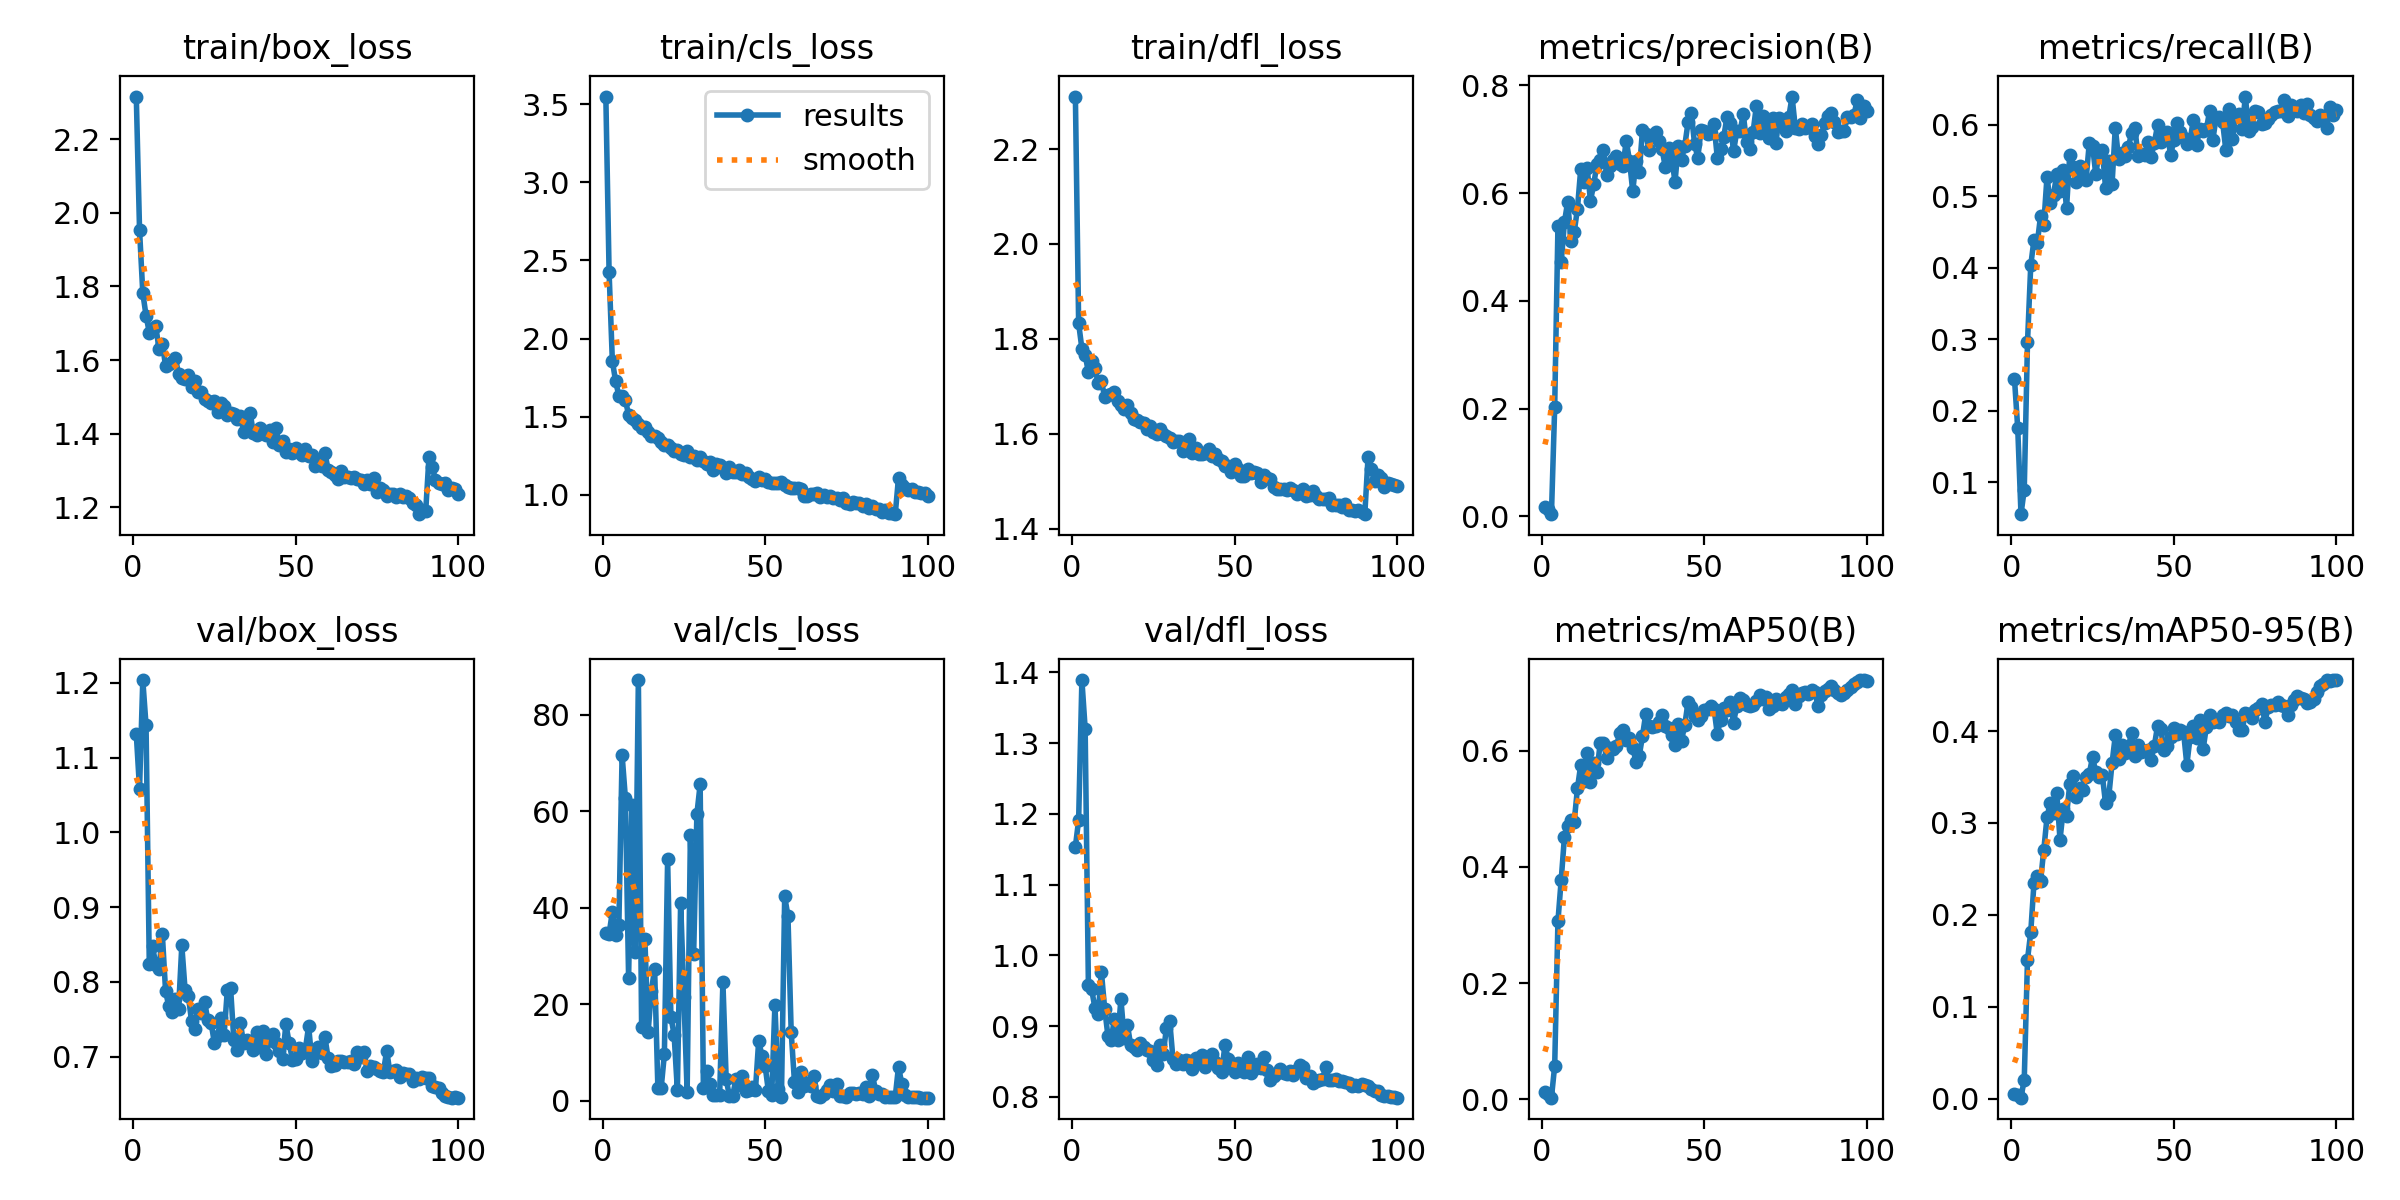 train/box_loss
2.2
2.0
1.8
1.6
1.4
1.2
0 50 100
train/cls_loss
results
smooth
3.5
3.0
2.5
2.0
1.5
1.0
0 50 100
train/dfl_loss
2.2
2.0
1.8
1.6
1.4
0 50 100
metrics/precision(B)
0.8
0.6
0.4
0.2
0.0
0 50 100
metrics/recall(B)
0.6
0.5
0.4
0.3
0.2
0.1
0 50 100
val/box_loss
1.2
1.1
1.0
0.9
0.8
0.7
0 50 100
val/cls_loss
80
60
40
20
0
0 50 100
val/dfl_loss
1.4
1.3
1.2
1.1
1.0
0.9
0.8
0 50 100
metrics/mAP50(B)
0.6
0.4
0.2
0.0
0 50 100
metrics/mAP50-95(B)
0.4
0.3
0.2
0.1
0.0
0 50 100